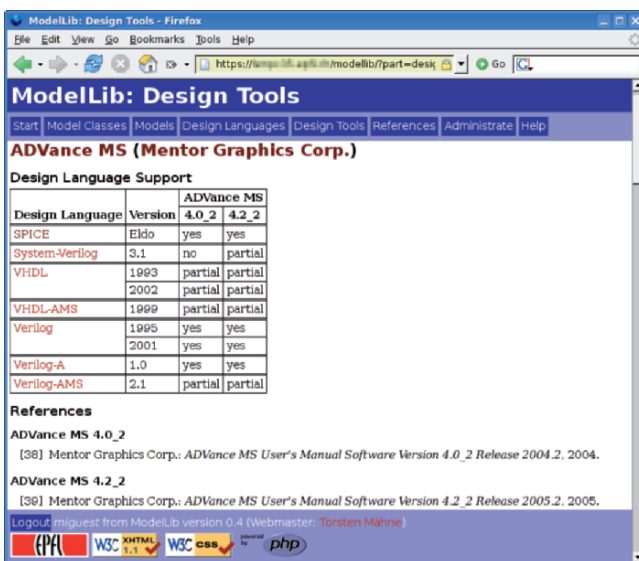 ModelLib: Design Tools - Firefox
File Edit View Go Bookmarks Tools Help
https:// /modellib/?part=desig Go
ModelLib: Design Tools
Start Model Classes Models Design Languages Design Tools References Administrate Help
ADVance MS (Mentor Graphics Corp.)
Design Language Support
ADVance MS
Design Language Version 4.0_2 4.2_2
SPICE Eldo yes yes
System-Verilog 3.1 no partial
VHDL 1993 partial partial
2002 partial partial
VHDL-AMS 1999 partial partial
Verilog 1995 yes yes
2001 yes yes
Verilog-A 1.0 yes yes
Verilog-AMS 2.1 partial partial
References
ADVance MS 4.0_2
[38] Mentor Graphics Corp.: ADVance MS User's Manual Software Version 4.0_2 Release 2004.2, 2004.
ADVance MS 4.2_2
[39] Mentor Graphics Corp.: ADVance MS User's Manual Software Version 4.2_2 Release 2005.2, 2005.
Logout mlguest from ModelLib version 0.4 (Webmaster: Torsten Mähne)
EPFL W3C XHTML 1.1 W3C css powered by php